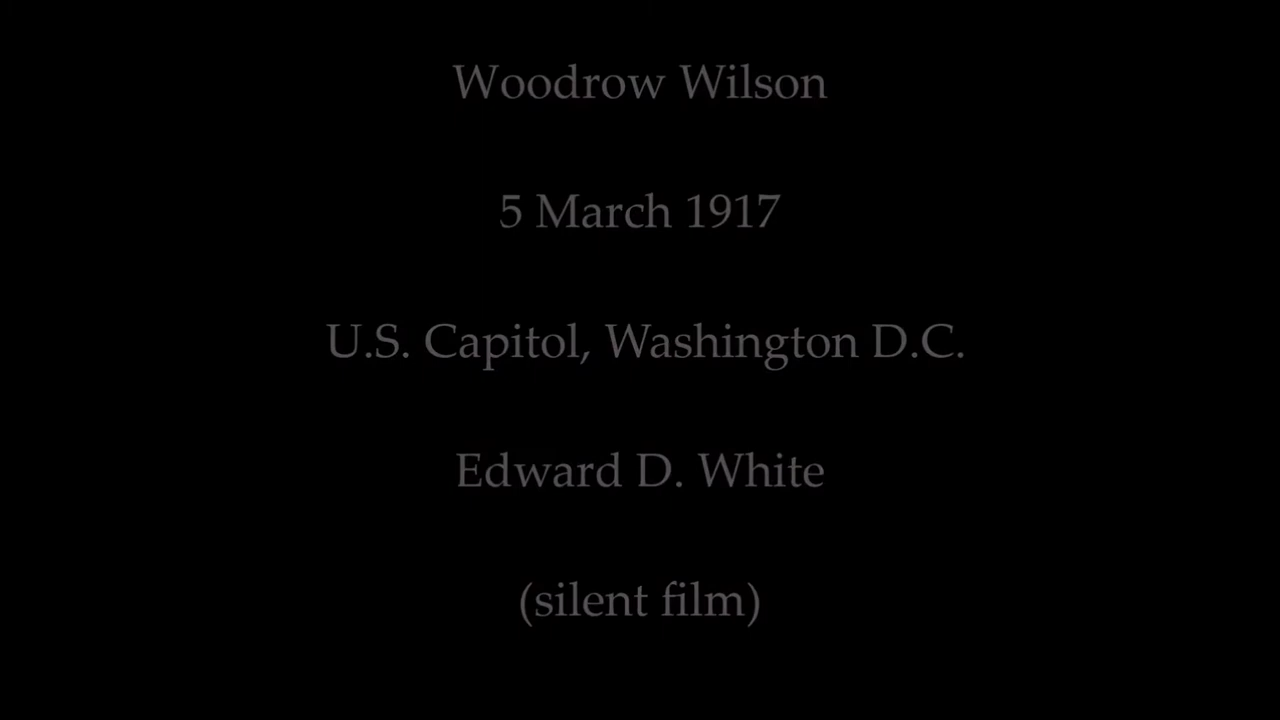 Woodrow Wilson
5 March 1917
U.S. Capitol, Washington D.C.
Edward D. White
(silent film)